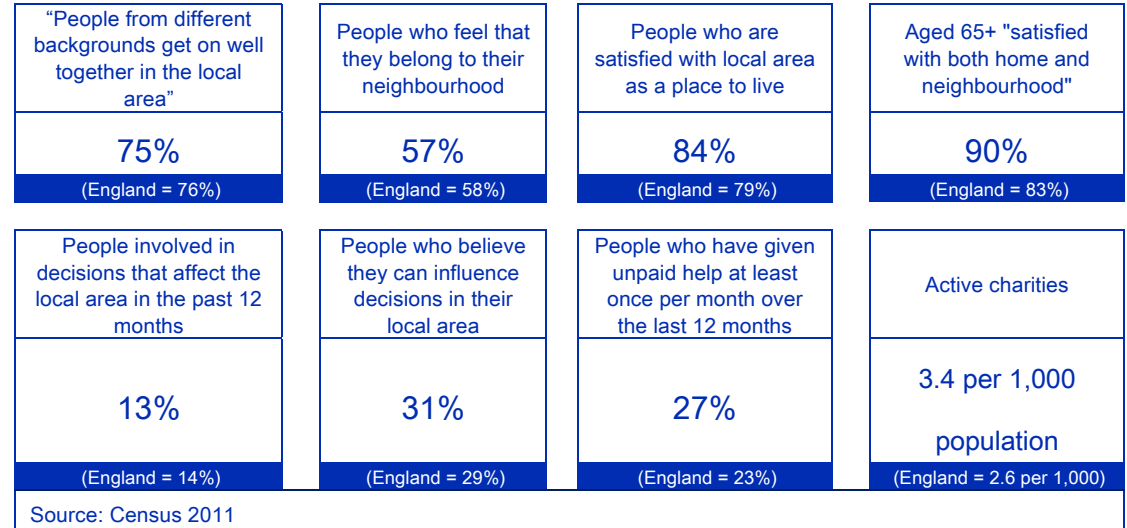 “People from different
backgrounds get on well
together in the local
area”
75%
(England = 76%)
People who feel that
they belong to their
neighbourhood
57%
(England = 58%)
People who are
satisfied with local area
as a place to live
84%
(England = 79%)
Aged 65+ "satisfied
with both home and
neighbourhood"
90%
(England = 83%)
People involved in
decisions that affect the
local area in the past 12
months
13%
(England = 14%)
People who believe
they can influence
decisions in their
local area
31%
(England = 29%)
People who have given
unpaid help at least
once per month over
the last 12 months
27%
(England = 23%)
Active charities
3.4 per 1,000
population
(England = 2.6 per 1,000)
Source: Census 2011